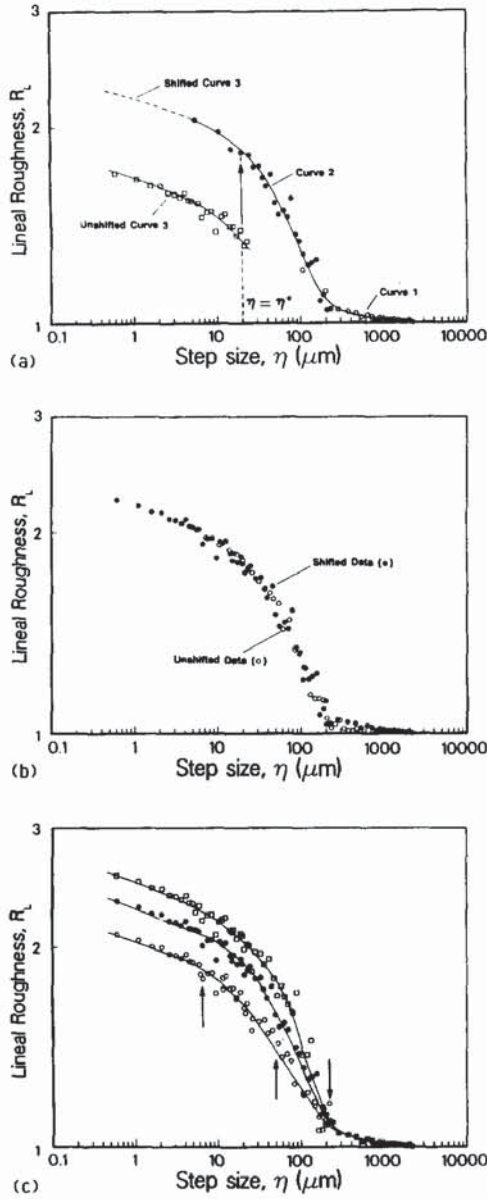 3
2
1
Lineal Roughness, R_L
Shifted Curve 3
Unshifted Curve 3
Curve 2
η = η*
Curve 1
0.1 1 10 100 1000 10000
(a) Step size, η (μm)
3
2
1
Lineal Roughness, R_L
Shifted Data (•)
Unshifted Data (○)
0.1 1 10 100 1000 10000
(b) Step size, η (μm)
3
2
1
Lineal Roughness, R_L
0.1 1 10 100 1000 10000
(c) Step size, η (μm)